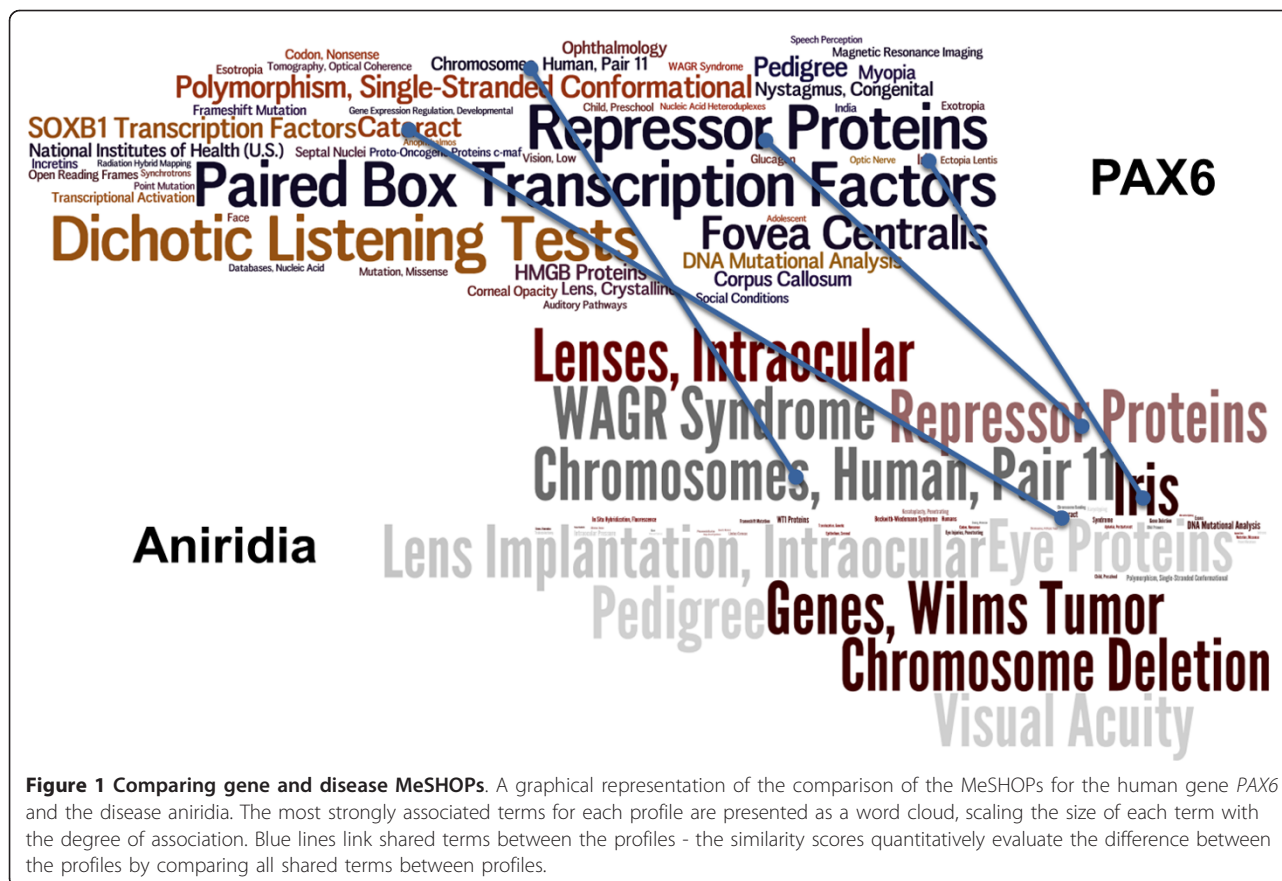 Codon, Nonsense
Ophthalmology
Speech Perception
Magnetic Resonance Imaging
Esotropia
Tomography, Optical Coherence
Chromosomes, Human, Pair 11
WAGR Syndrome
Pedigree
Myopia
Polymorphism, Single-Stranded Conformational
Nystagmus, Congenital
Frameshift Mutation
Gene Expression Regulation, Developmental
Child, Preschool
Nucleic Acid Heteroduplexes
India
Exotropia
SOXB1 Transcription Factors
Cataract
Repressor Proteins
PAX6
National Institutes of Health (U.S.)
Septal Nuclei
Proto-Oncogene Proteins c-maf
Vision, Low
Glucagon
Optic Nerve
Ectopia Lentis
Incretins
Radiation Hybrid Mapping
Open Reading Frames
Synchrotrons
Point Mutation
Transcriptional Activation
Paired Box Transcription Factors
Face
Adolescent
Dichotic Listening Tests
Fovea Centralis
DNA Mutational Analysis
Databases, Nucleic Acid
Mutation, Missense
HMGB Proteins
Corpus Callosum
Corneal Opacity
Lens, Crystalline
Social Conditions
Auditory Pathways
Lenses, Intraocular
WAGR Syndrome
Repressor Proteins
Chromosomes, Human, Pair 11
Iris
Aniridia
In Situ Hybridization, Fluorescence
WT1 Proteins
Beckwith-Wiedemann Syndrome
Humans
DNA Mutational Analysis
Lens Implantation, Intraocular
Eye Proteins
Polymorphism, Single-Stranded Conformational
Pedigree
Genes, Wilms Tumor
Chromosome Deletion
Visual Acuity
Figure 1 Comparing gene and disease MeSHOPs. A graphical representation of the comparison of the MeSHOPs for the human gene PAX6
and the disease aniridia. The most strongly associated terms for each profile are presented as a word cloud, scaling the size of each term with
the degree of association. Blue lines link shared terms between the profiles - the similarity scores quantitatively evaluate the difference between
the profiles by comparing all shared terms between profiles.